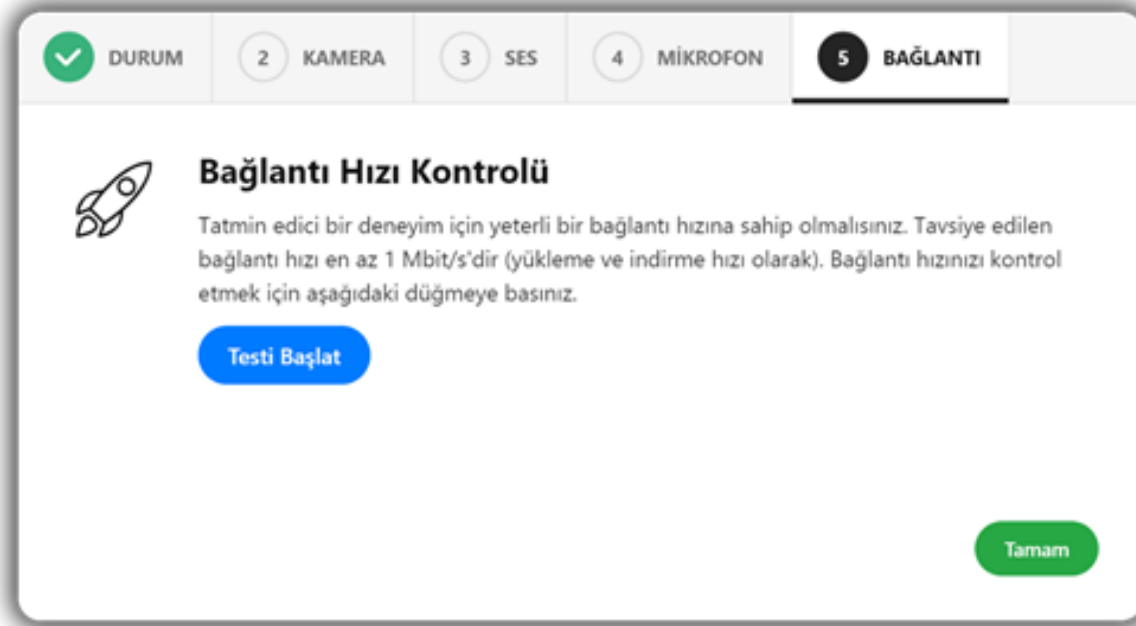 DURUM
2 KAMERA
3 SES
4 MİKROFON
5 BAĞLANTI
Bağlantı Hızı Kontrolü
Tatmin edici bir deneyim için yeterli bir bağlantı hızına sahip olmalısınız. Tavsiye edilen
bağlantı hızı en az 1 Mbit/s'dir (yükleme ve indirme hızı olarak). Bağlantı hızınızı kontrol
etmek için aşağıdaki düğmeye basınız.
Testi Başlat
Tamam